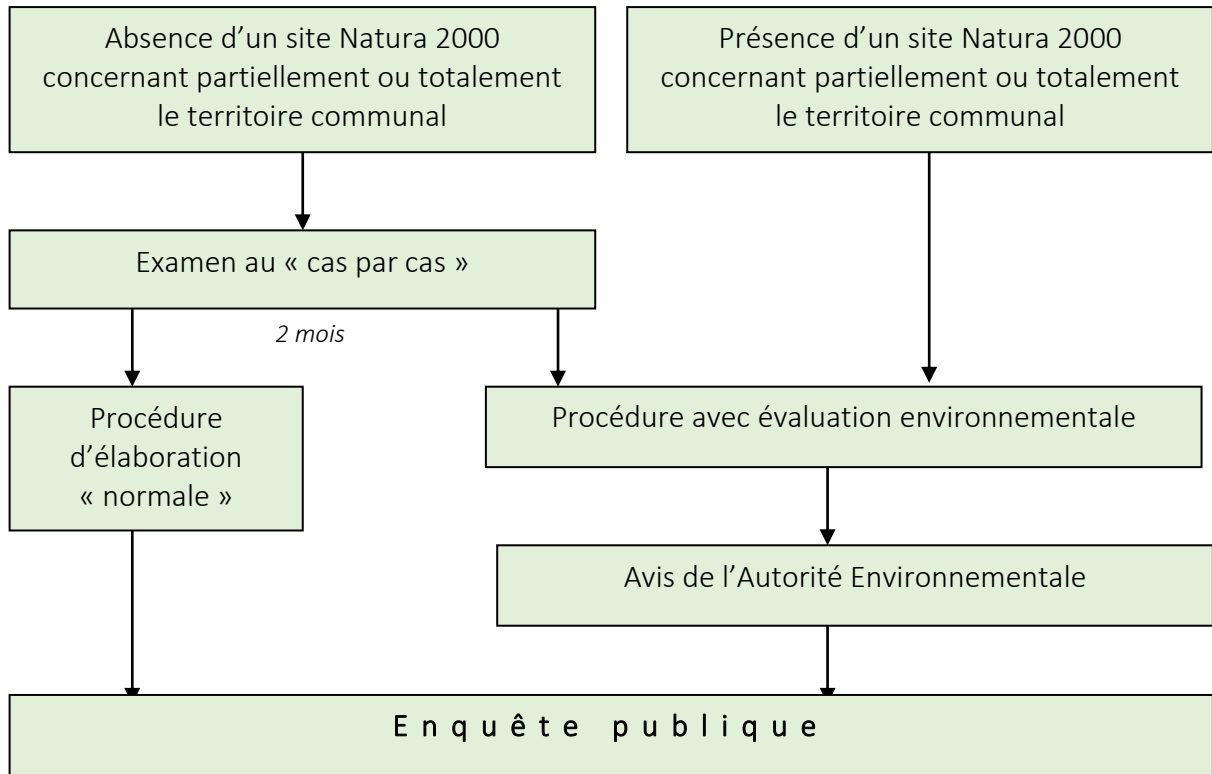 Absence d’un site Natura 2000
concernant partiellement ou totalement
le territoire communal
Présence d’un site Natura 2000
concernant partiellement ou totalement
le territoire communal
Examen au « cas par cas »
2 mois
Procédure
d’élaboration
« normale »
Procédure avec évaluation environnementale
Avis de l’Autorité Environnementale
Enquête publique